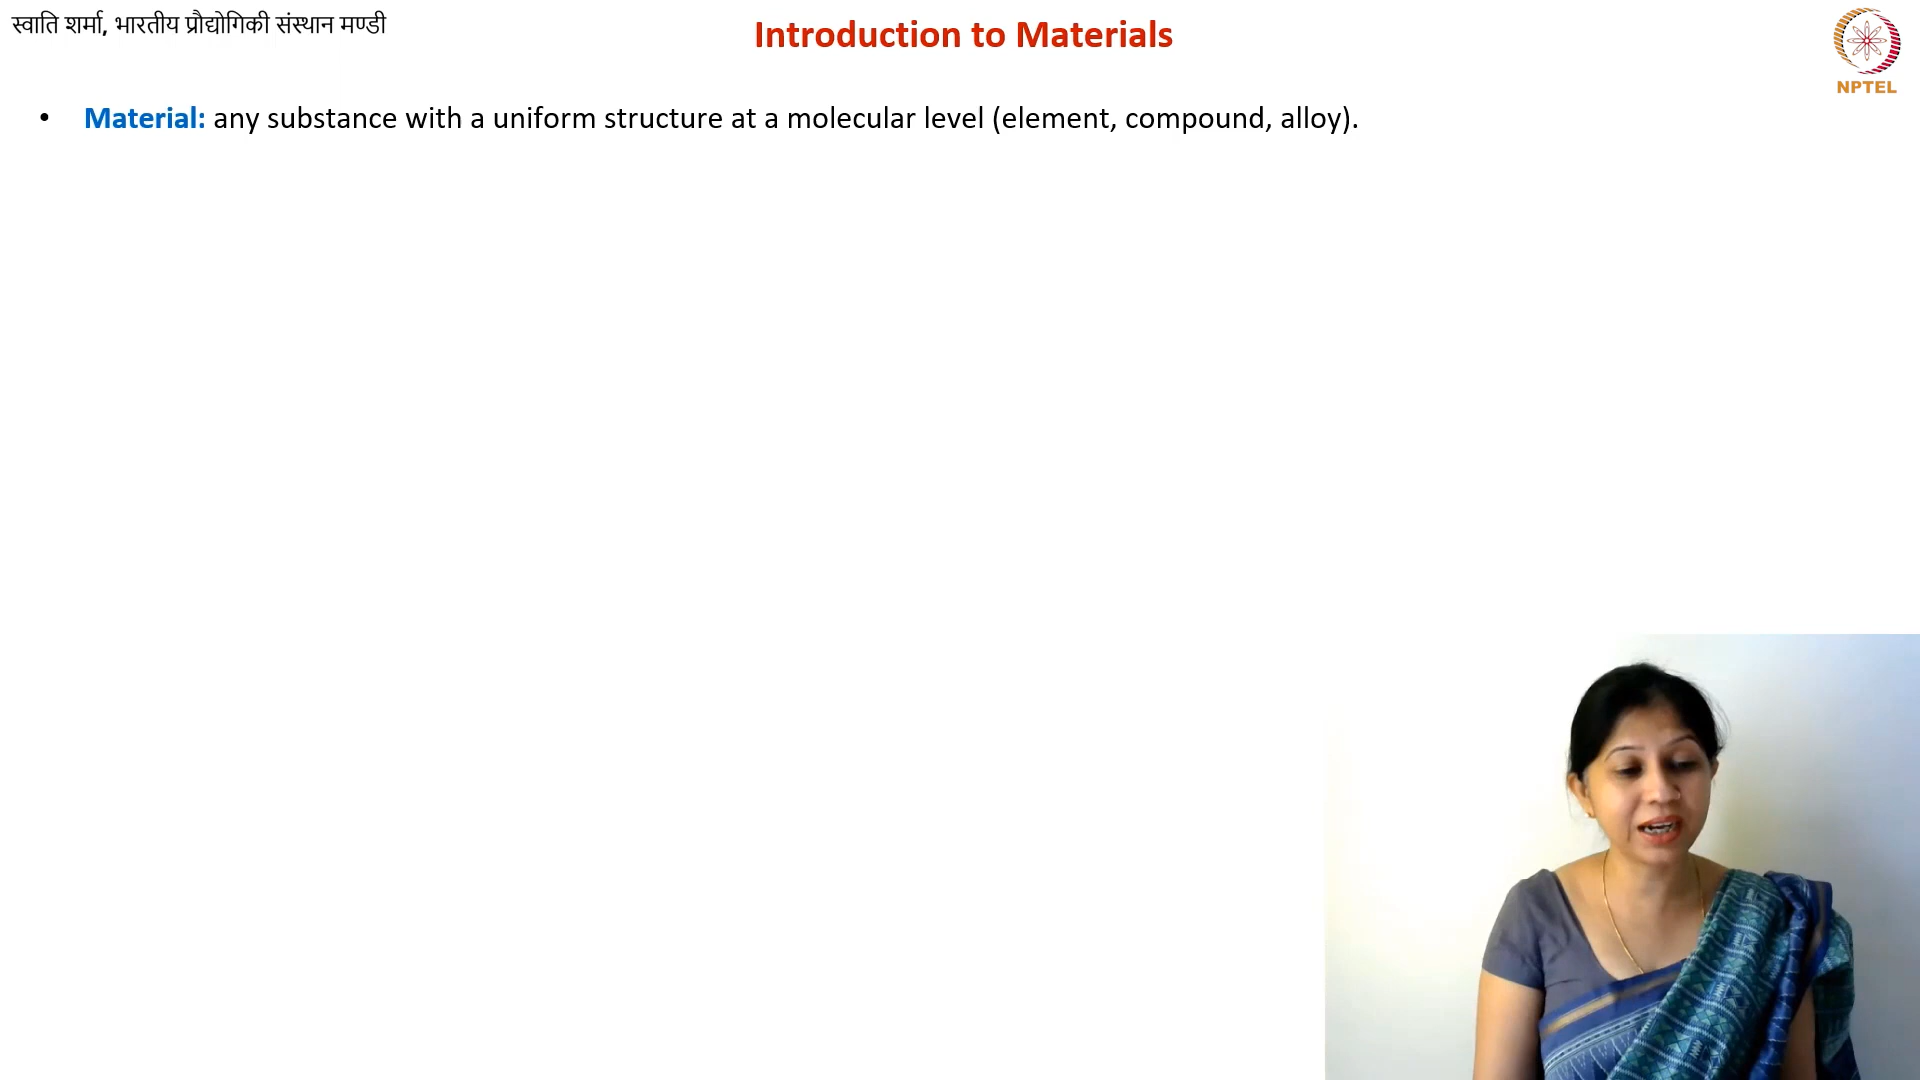 स्वाति शर्मा, भारतीय प्रौद्योगिकी संस्थान मण्डी
Introduction to Materials
NPTEL
• Material: any substance with a uniform structure at a molecular level (element, compound, alloy).